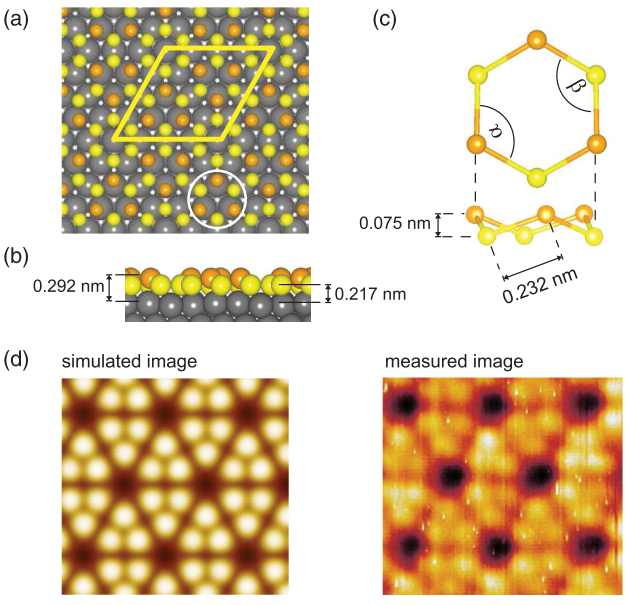 (a)
(c)
α
β
0.075 nm
0.232 nm
(b)
0.292 nm
0.217 nm
(d)
simulated image
measured image